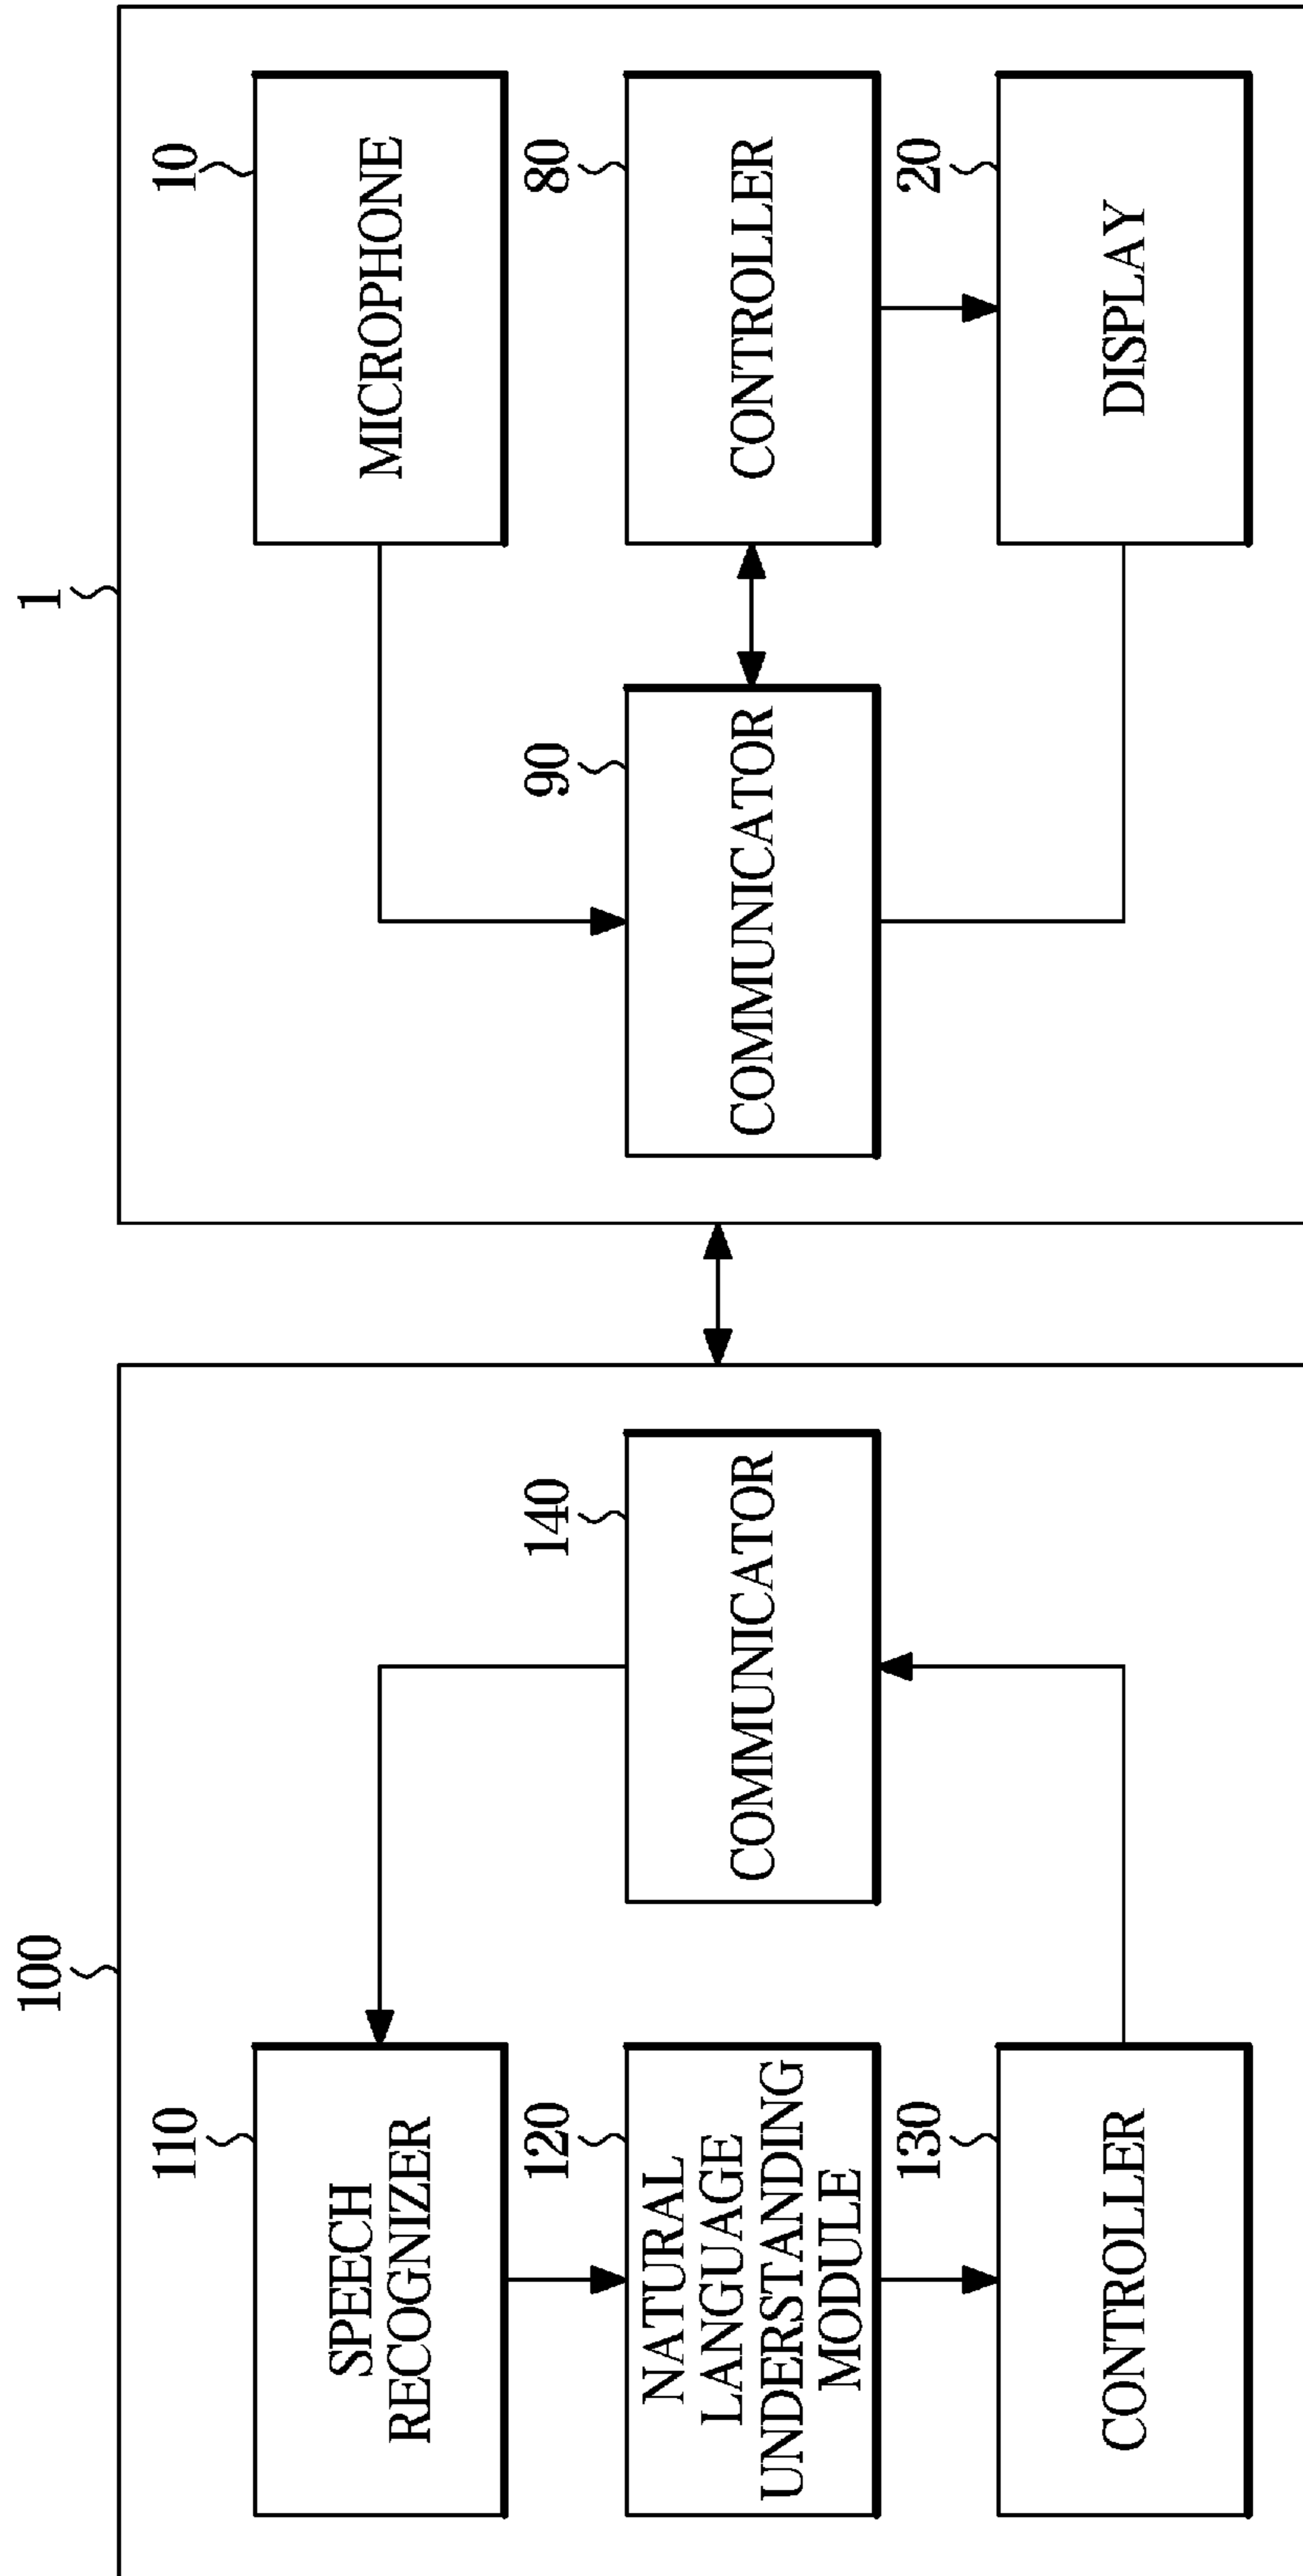 100
1
110
SPEECH
RECOGNIZER
120
NATURAL
LANGUAGE
UNDERSTANDING
MODULE
130
CONTROLLER
140
COMMUNICATOR
90
COMMUNICATOR
10
MICROPHONE
80
CONTROLLER
20
DISPLAY